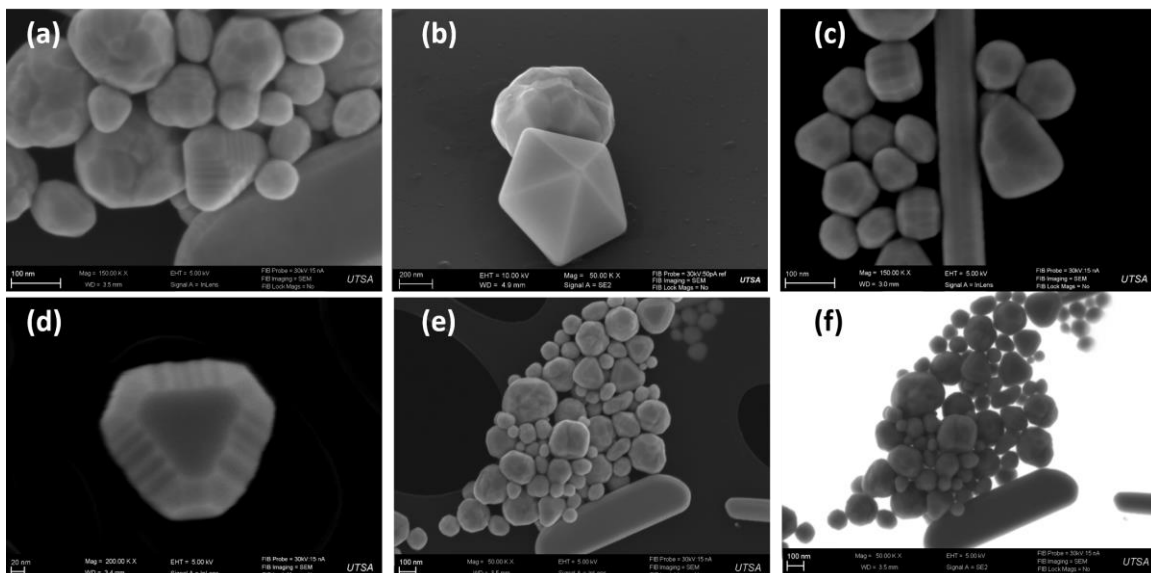 (a)
100 nm
Mag = 150.00 K X
WD = 3.5 mm
EHT = 5.00 kV
Signal A = InLens
FIB Probe = 30kV:15 nA
FIB Imaging = SEM
FIB Lock Mags = No
UTSA
(b)
200 nm
EHT = 10.00 kV
WD = 4.9 mm
Mag = 50.00 K X
Signal A = SE2
FIB Probe = 30kV:50pA ref
FIB Imaging = SEM
FIB Lock Mags = No
UTSA
(c)
100 nm
Mag = 150.00 K X
WD = 3.0 mm
EHT = 5.00 kV
Signal A = InLens
FIB Probe = 30kV:15 nA
FIB Imaging = SEM
FIB Lock Mags = No
UTSA
(d)
20 nm
Mag = 200.00 K X
EHT = 5.00 kV
FIB Probe = 30kV:15 nA
FIB Imaging = SEM
UTSA
(e)
100 nm
Mag = 50.00 K X
EHT = 5.00 kV
FIB Probe = 30kV:15 nA
FIB Imaging = SEM
UTSA
(f)
100 nm
Mag = 50.00 K X
WD = 3.5 mm
EHT = 5.00 kV
FIB Probe = 30kV:15 nA
FIB Imaging = SEM
FIB Lock Mags = No
UTSA